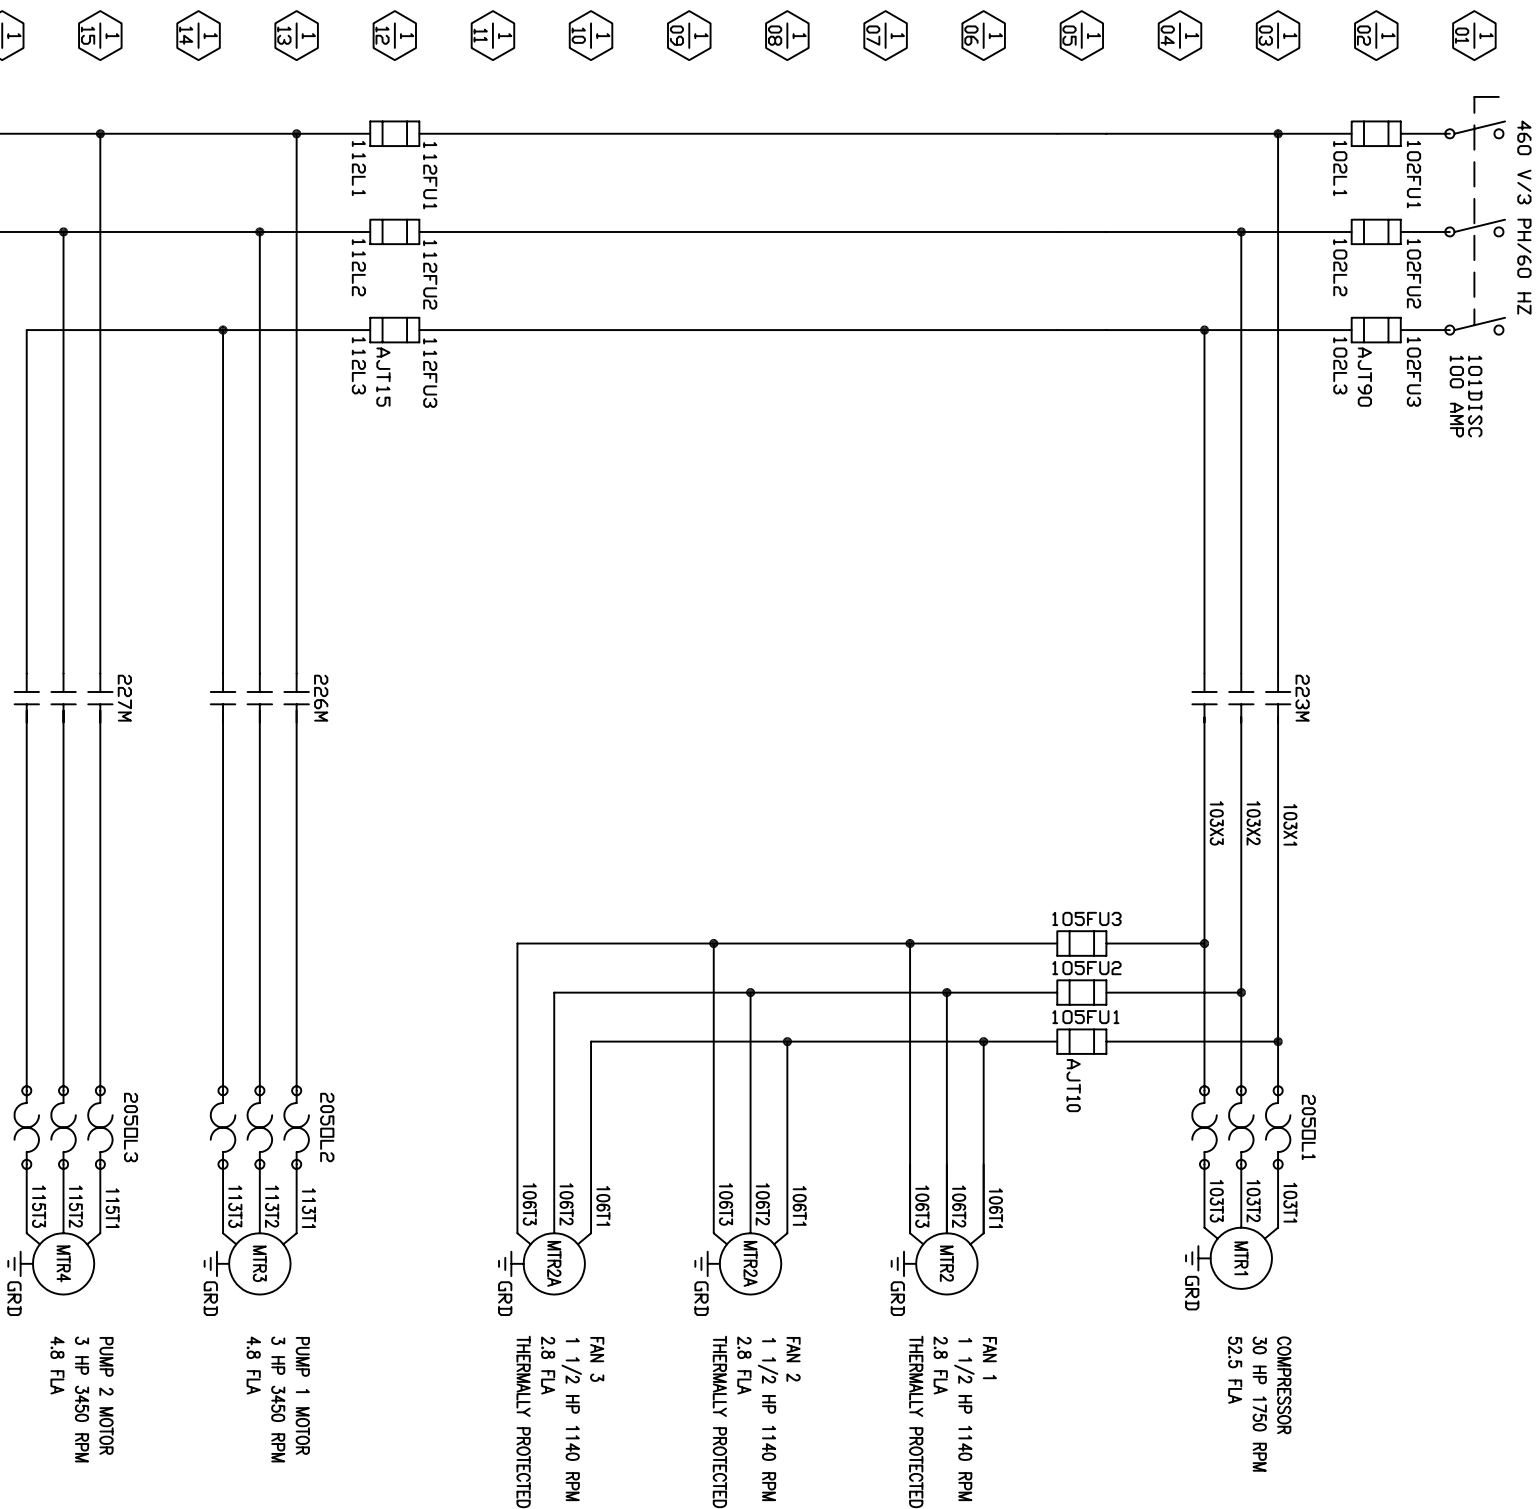 460 V/3 PH/60 HZ
1
01
101DISC
100 AMP
1
02
102FU1
102FU2
102FU3
AJT90
102L1
102L2
102L3
1
03
223M
103X1
103X2
103X3
205OL1
103T1
103T2
103T3
MTR1
GRD
COMPRESSOR
30 HP 1750 RPM
52.5 FLA
1
04
1
05
105FU3
105FU2
105FU1
AJT10
1
06
106T1
106T2
106T3
MTR2
GRD
FAN 1
1 1/2 HP 1140 RPM
2.8 FLA
THERMALLY PROTECTED
1
07
1
08
106T1
106T2
106T3
MTR2A
GRD
FAN 2
1 1/2 HP 1140 RPM
2.8 FLA
THERMALLY PROTECTED
1
09
1
10
106T1
106T2
106T3
MTR2A
GRD
FAN 3
1 1/2 HP 1140 RPM
2.8 FLA
THERMALLY PROTECTED
1
11
1
12
112FU1
112FU2
112FU3
AJT15
112L1
112L2
112L3
1
13
226M
205OL2
113T1
113T2
113T3
MTR3
GRD
PUMP 1 MOTOR
3 HP 3450 RPM
4.8 FLA
1
14
1
15
227M
205OL3
115T1
115T2
115T3
MTR4
GRD
PUMP 2 MOTOR
3 HP 3450 RPM
4.8 FLA
1